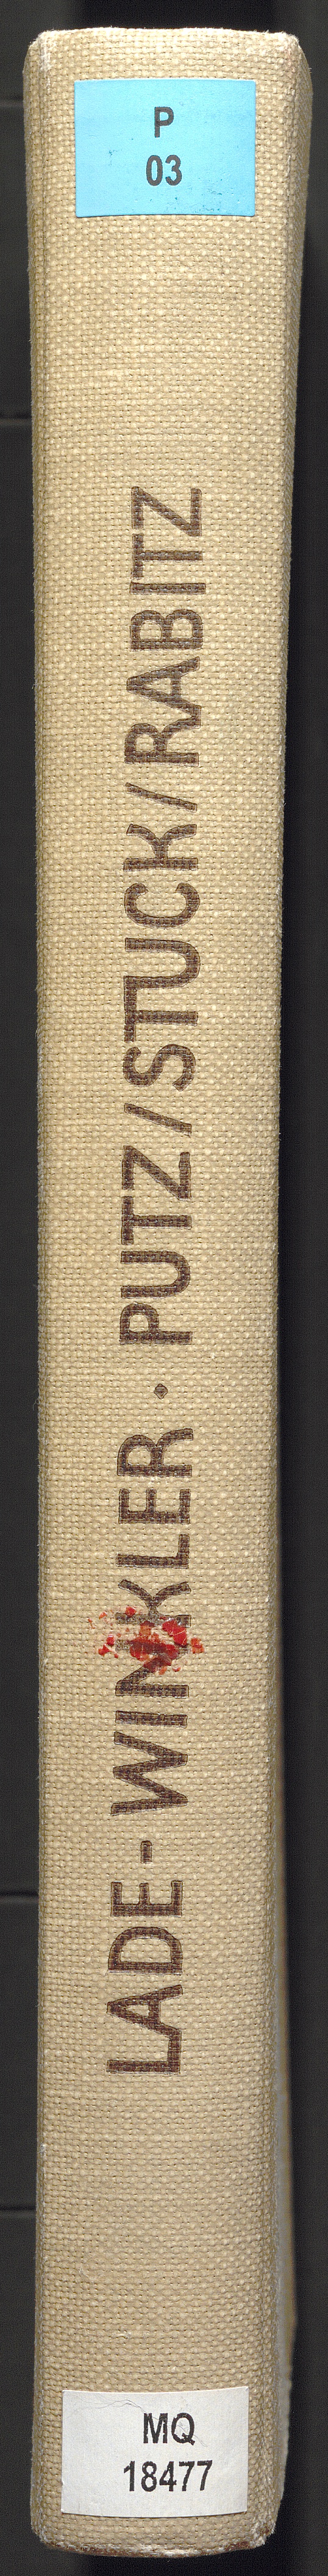 P
03
LADE-WINKLER · PUTZ/STUCK/RABITZ
MQ
18477